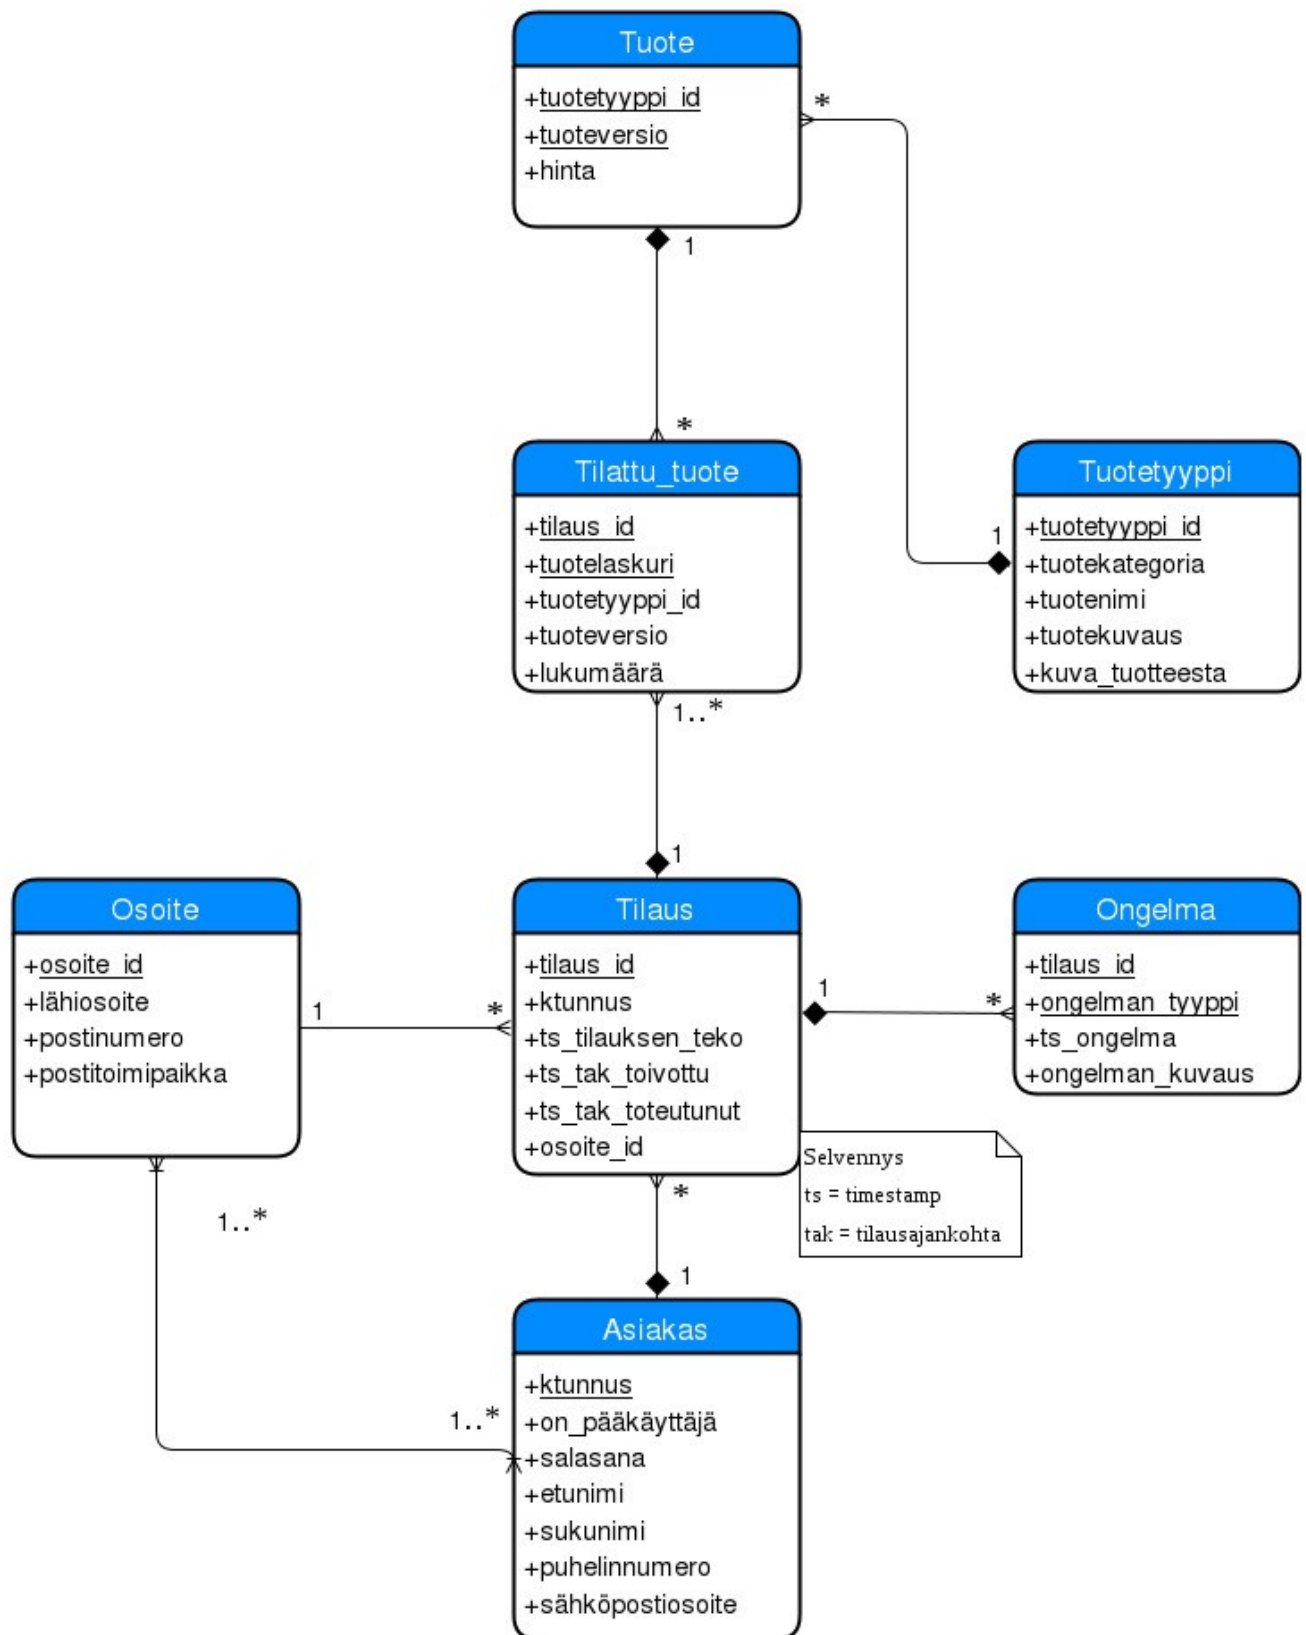 Tuote
+tuotetyyppi_id
+tuoteversio
+hinta
*
1
*
Tilattu_tuote
+tilaus_id
+tuotelaskuri
+tuotetyyppi_id
+tuoteversio
+lukumäärä
1..*
Tuotetyyppi
+tuotetyyppi_id
+tuotekategoria
+tuotenimi
+tuotekuvaus
+kuva_tuotteesta
1
1
Osoite
+osoite_id
+lähiosoite
+postinumero
+postitoimipaikka
1
*
Tilaus
+tilaus_id
+ktunnus
+ts_tilauksen_teko
+ts_tak_toivottu
+ts_tak_toteutunut
+osoite_id
1
*
Ongelma
+tilaus_id
+ongelman_tyyppi
+ts_ongelma
+ongelman_kuvaus
Selvennys
ts = timestamp
tak = tilausajankohta
*
1..*
1
1..*
Asiakas
+ktunnus
+on_pääkäyttäjä
+salasana
+etunimi
+sukunimi
+puhelinnumero
+sähköpostiosoite